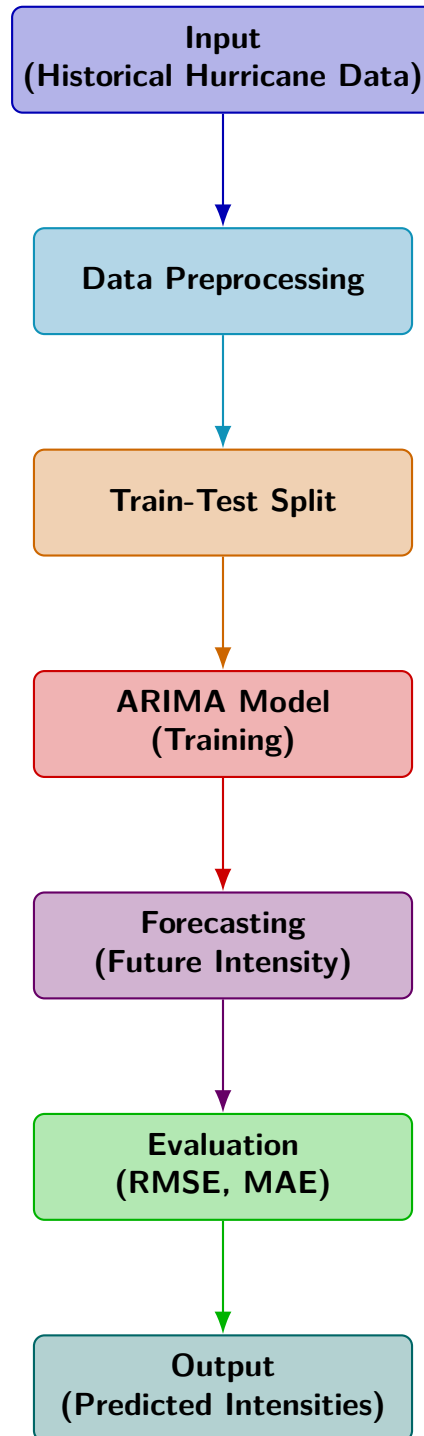 Input
(Historical Hurricane Data)
Data Preprocessing
Train-Test Split
ARIMA Model
(Training)
Forecasting
(Future Intensity)
Evaluation
(RMSE, MAE)
Output
(Predicted Intensities)